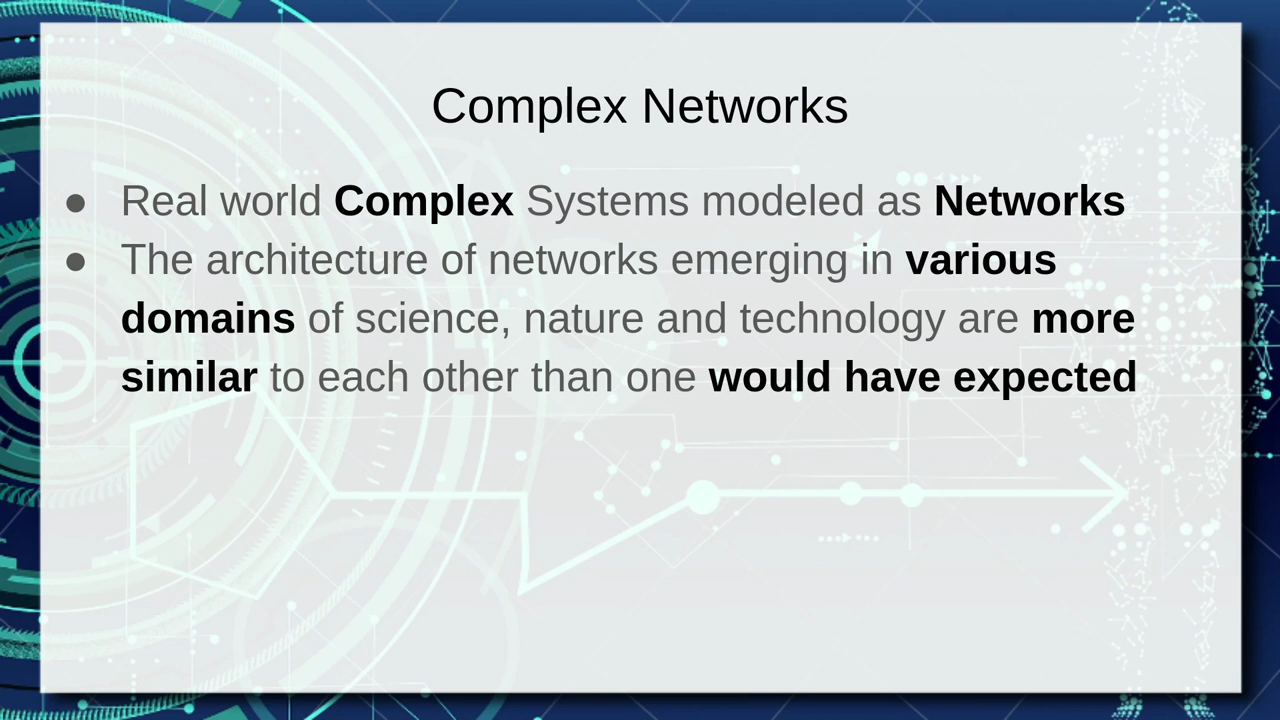 Complex Networks
● Real world Complex Systems modeled as Networks
● The architecture of networks emerging in various
domains of science, nature and technology are more
similar to each other than one would have expected